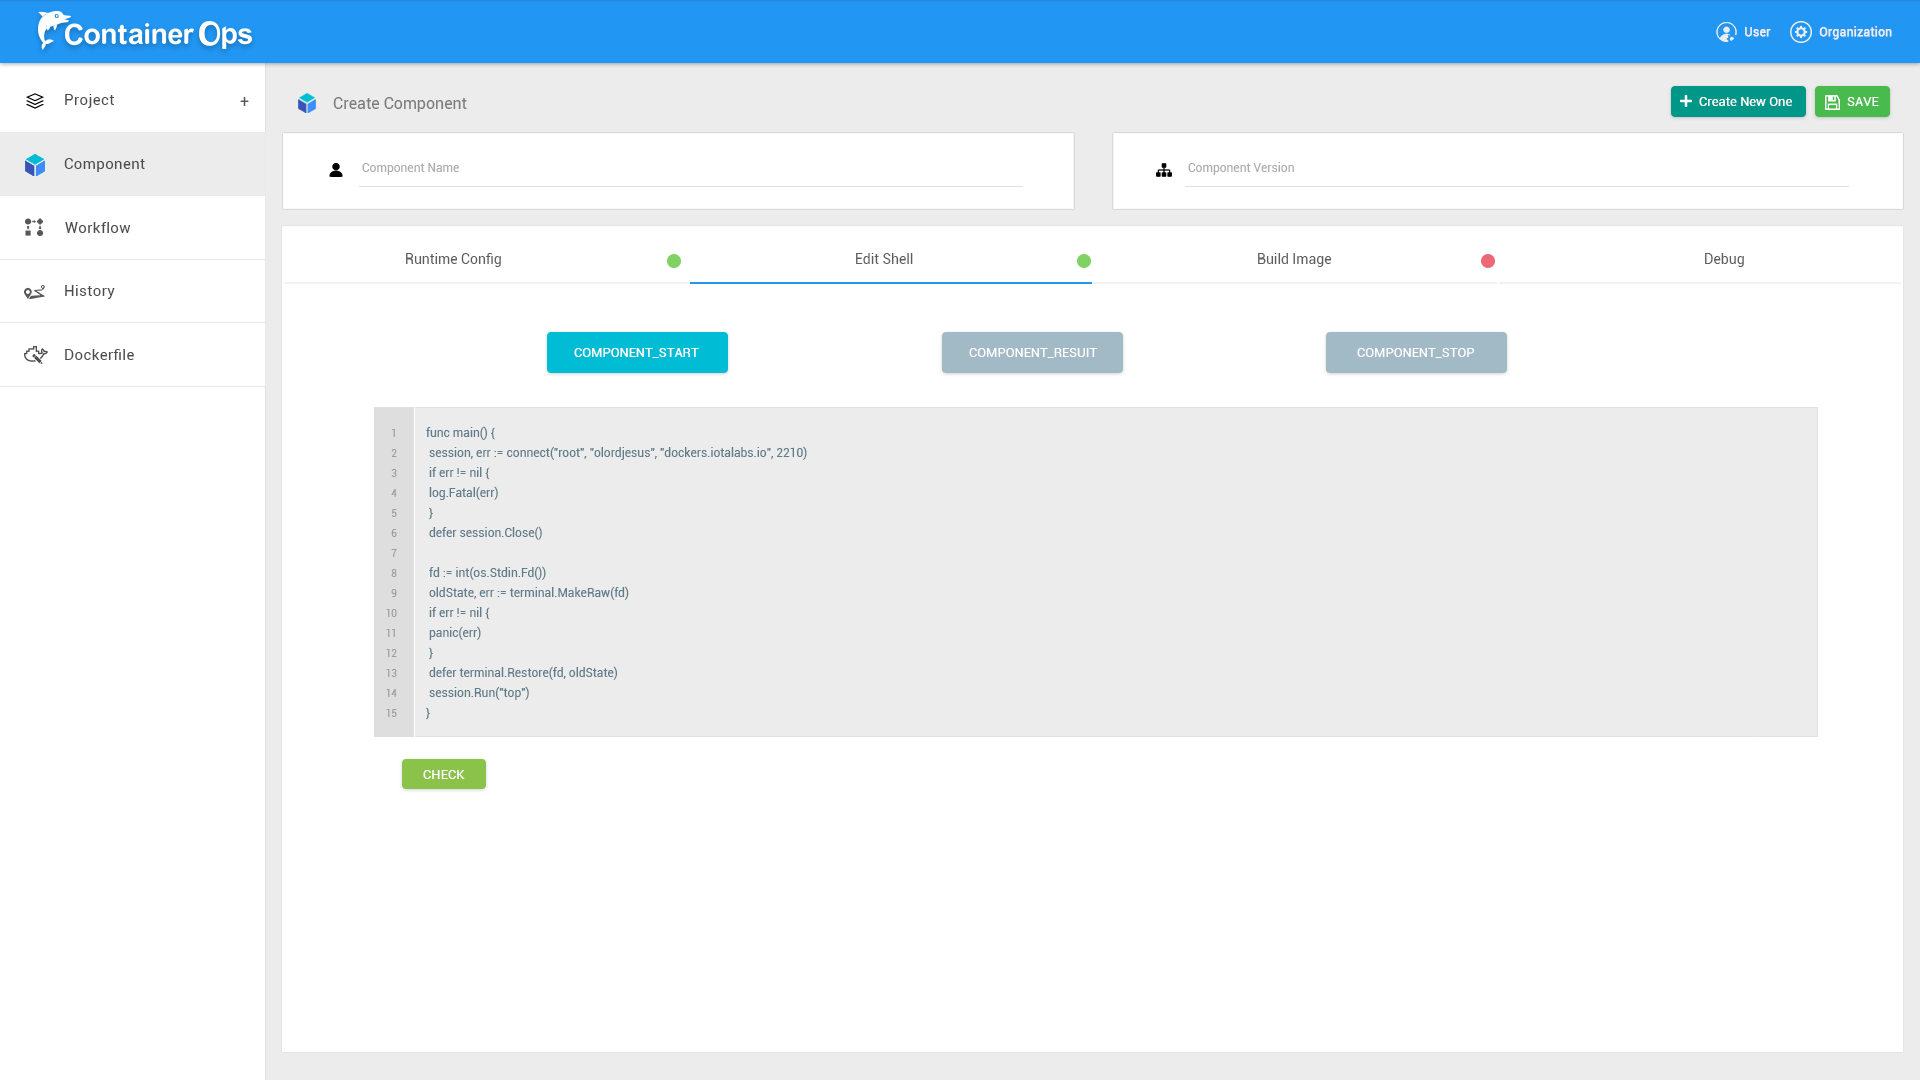 Container Ops
User
Organization
Project +
Component
Workflow
History
Dockerfile
Create Component
+ Create New One
SAVE
Component Name
Component Version
Runtime Config
Edit Shell
Build Image
Debug
COMPONENT_START
COMPONENT_RESUIT
COMPONENT_STOP
1 func main() {
2 session, err := connect("root", "olordjesus", "dockers.iotalabs.io", 2210)
3 if err != nil {
4 log.Fatal(err)
5 }
6 defer session.Close()
7
8 fd := int(os.Stdin.Fd())
9 oldState, err := terminal.MakeRaw(fd)
10 if err != nil {
11 panic(err)
12 }
13 defer terminal.Restore(fd, oldState)
14 session.Run("top")
15 }
CHECK